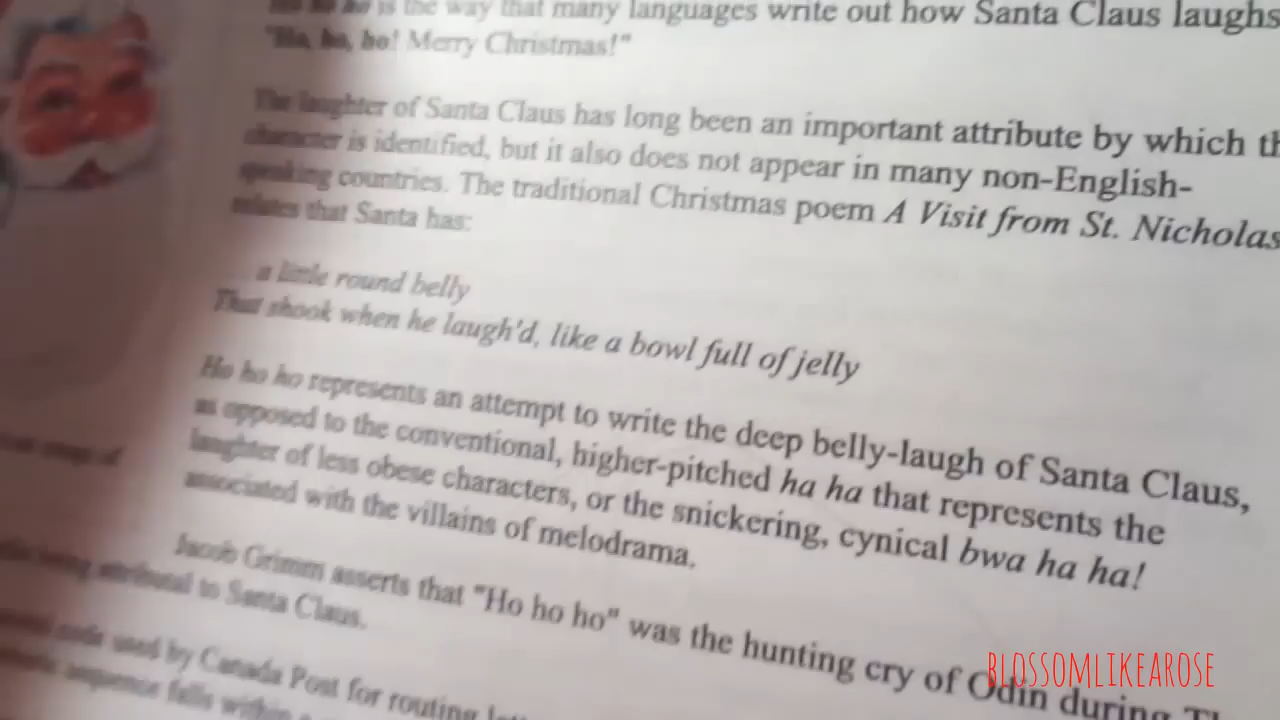 ho ho is the way that many languages write out how Santa Claus laughs
"Ho, ho, ho! Merry Christmas!"
The laughter of Santa Claus has long been an important attribute by which th
character is identified, but it also does not appear in many non-English-
speaking countries. The traditional Christmas poem A Visit from St. Nicholas
relates that Santa has:
a little round belly
That shook when he laugh'd, like a bowl full of jelly
Ho ho ho represents an attempt to write the deep belly-laugh of Santa Claus,
as opposed to the conventional, higher-pitched ha ha that represents the
laughter of less obese characters, or the snickering, cynical bwa ha ha!
associated with the villains of melodrama.
Jacob Grimm asserts that "Ho ho ho" was the hunting cry of Odin during Th
being attributed to Santa Claus.
code used by Canada Post for routing
sequence falls within
of
BLOSSOMLIKEAROSE